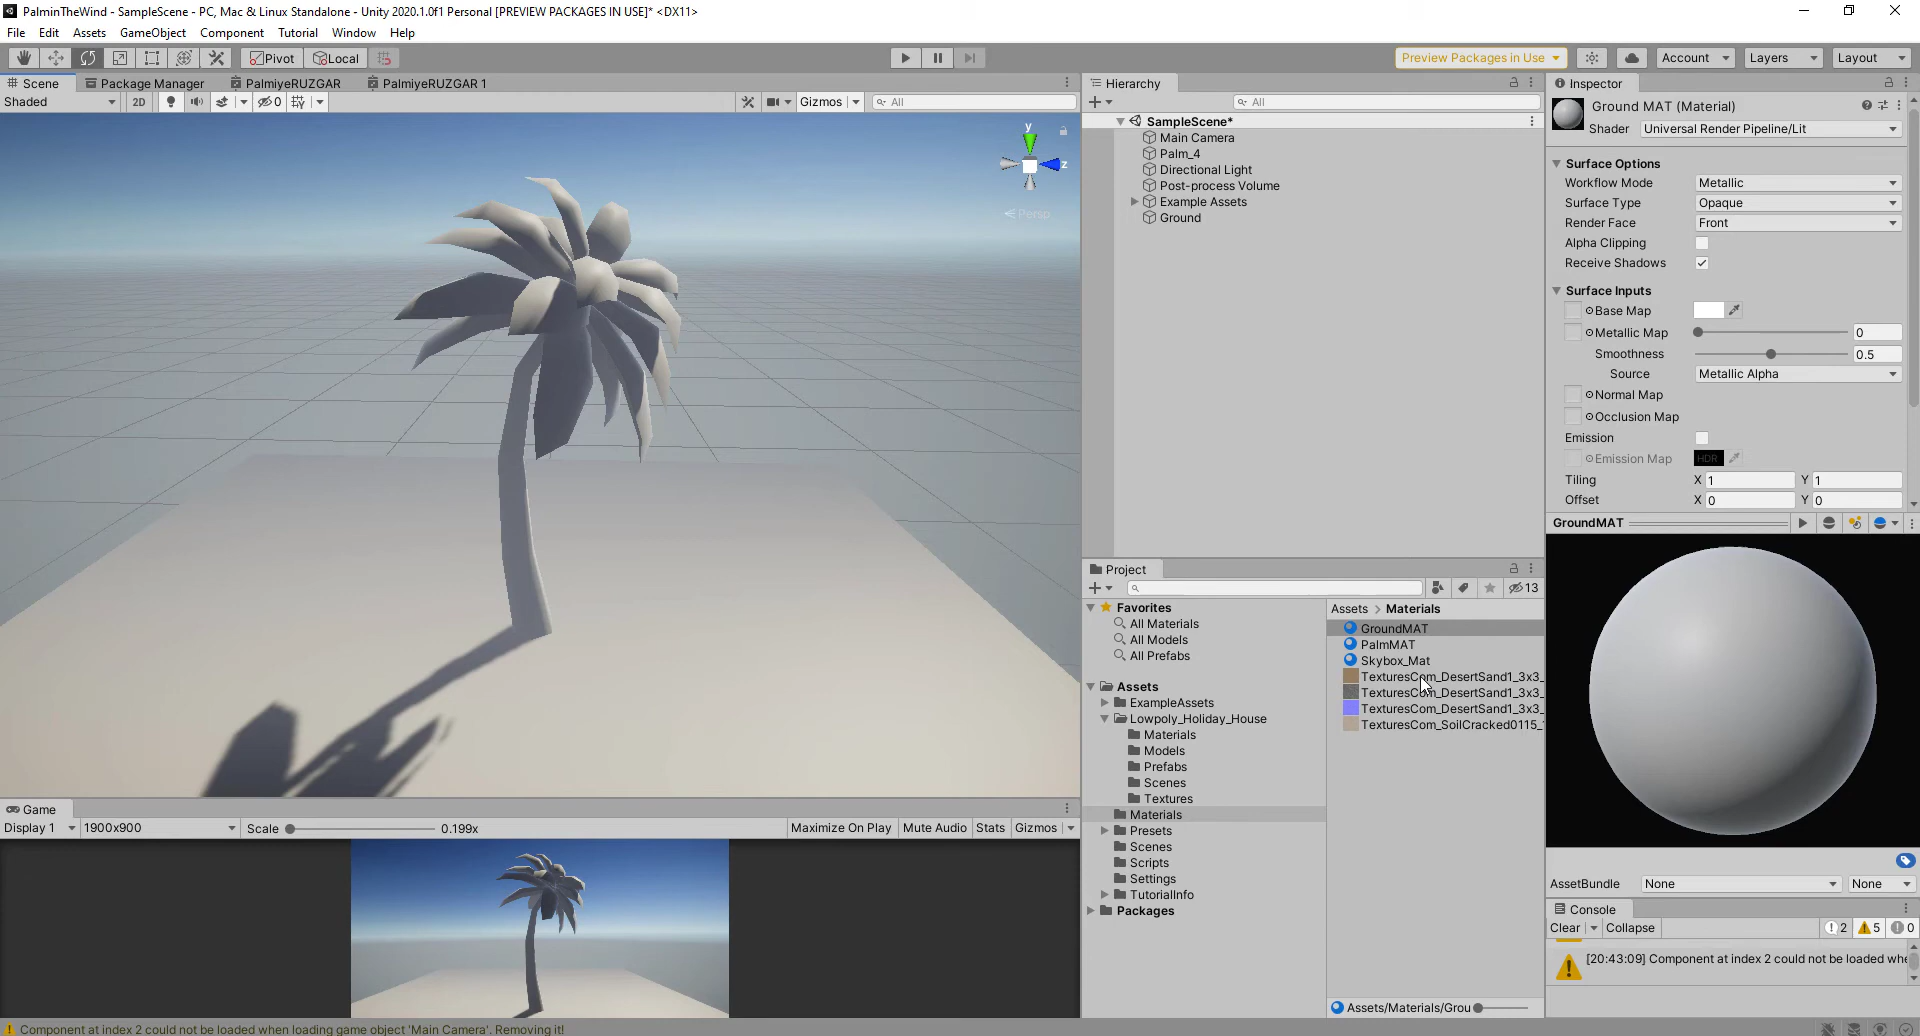 PalminTheWind - SampleScene - PC, Mac & Linux Standalone - Unity 2020.1.0f1 Personal [PREVIEW PACKAGES IN USE]* <DX11>
File Edit Assets GameObject Component Tutorial Window Help
Pivot Local Preview Packages in Use Account Layers Layout
Scene Package Manager PalmiyeRUZGAR PalmiyeRUZGAR 1
Shaded 2D 0 Gizmos All
y
z
Persp
Game
Display 1 1900x900 Scale 0.199x Maximize On Play Mute Audio Stats Gizmos
Component at index 2 could not be loaded when loading game object 'Main Camera'. Removing it!
Hierarchy
All
SampleScene*
Main Camera
Palm_4
Directional Light
Post-process Volume
Example Assets
Ground
Project
13
Favorites
All Materials
All Models
All Prefabs
Assets
ExampleAssets
Lowpoly_Holiday_House
Materials
Models
Prefabs
Scenes
Textures
Materials
Presets
Scenes
Scripts
Settings
TutorialInfo
Packages
Assets > Materials
GroundMAT
PalmMAT
Skybox_Mat
TexturesCom_DesertSand1_3x3_
TexturesCom_DesertSand1_3x3_
TexturesCom_DesertSand1_3x3_
TexturesCom_SoilCracked0115_
Assets/Materials/Grou
Inspector
Ground MAT (Material)
Shader Universal Render Pipeline/Lit
Surface Options
Workflow Mode Metallic
Surface Type Opaque
Render Face Front
Alpha Clipping
Receive Shadows
Surface Inputs
Base Map
Metallic Map 0
Smoothness 0.5
Source Metallic Alpha
Normal Map
Occlusion Map
Emission
Emission Map HDR
Tiling X 1 Y 1
Offset X 0 Y 0
GroundMAT
AssetBundle None None
Console
Clear Collapse 2 5 0
[20:43:09] Component at index 2 could not be loaded whe